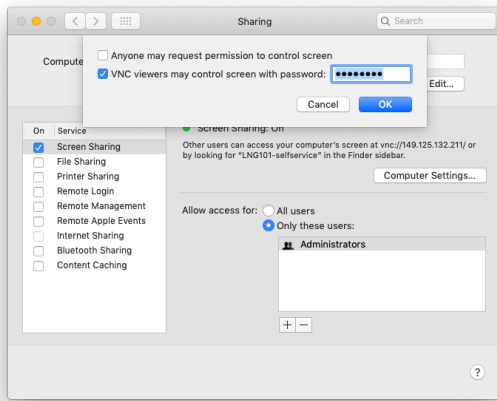 Sharing
Search
Anyone may request permission to control screen
VNC viewers may control screen with password: ••••••••
Cancel OK
Compute
Edit...
On Service
Screen Sharing
File Sharing
Printer Sharing
Remote Login
Remote Management
Remote Apple Events
Internet Sharing
Bluetooth Sharing
Content Caching
Screen Sharing: On
Other users can access your computer's screen at vnc://149.125.132.211/ or
by looking for "LNG101-selfservice" in the Finder sidebar.
Computer Settings...
Allow access for: All users
Only these users:
Administrators
+ −
?